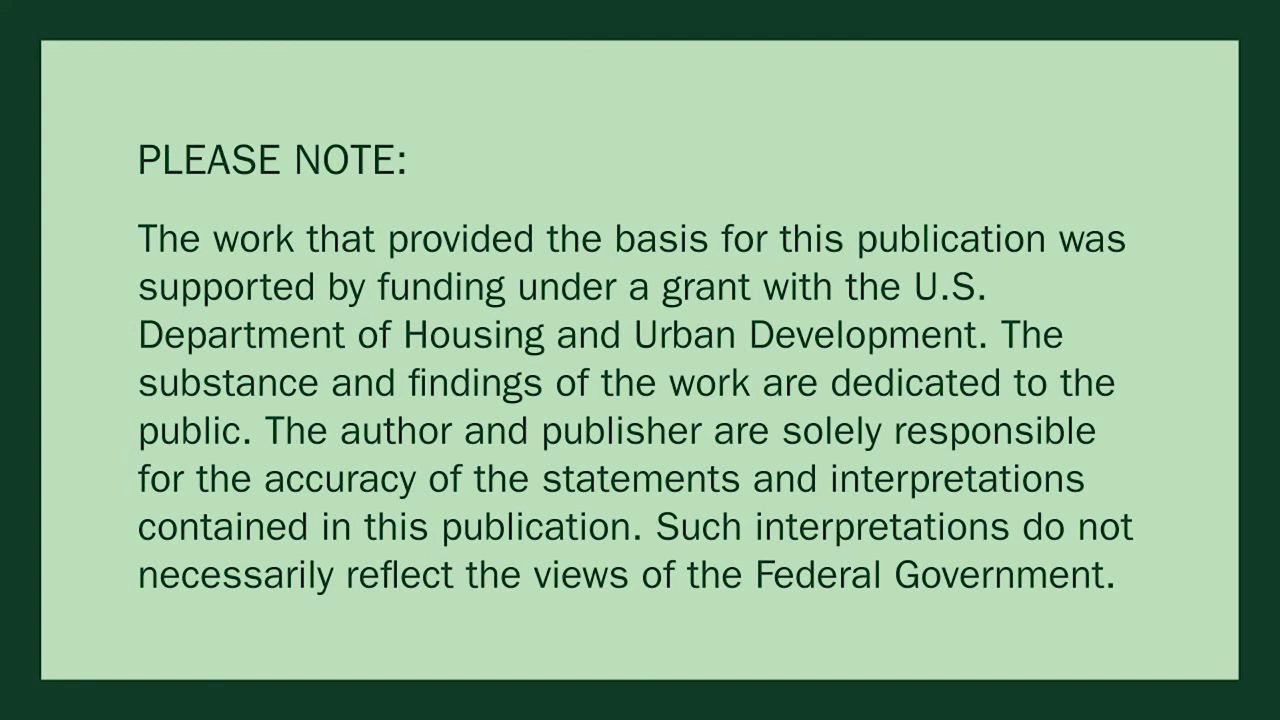 PLEASE NOTE:
The work that provided the basis for this publication was
supported by funding under a grant with the U.S.
Department of Housing and Urban Development. The
substance and findings of the work are dedicated to the
public. The author and publisher are solely responsible
for the accuracy of the statements and interpretations
contained in this publication. Such interpretations do not
necessarily reflect the views of the Federal Government.